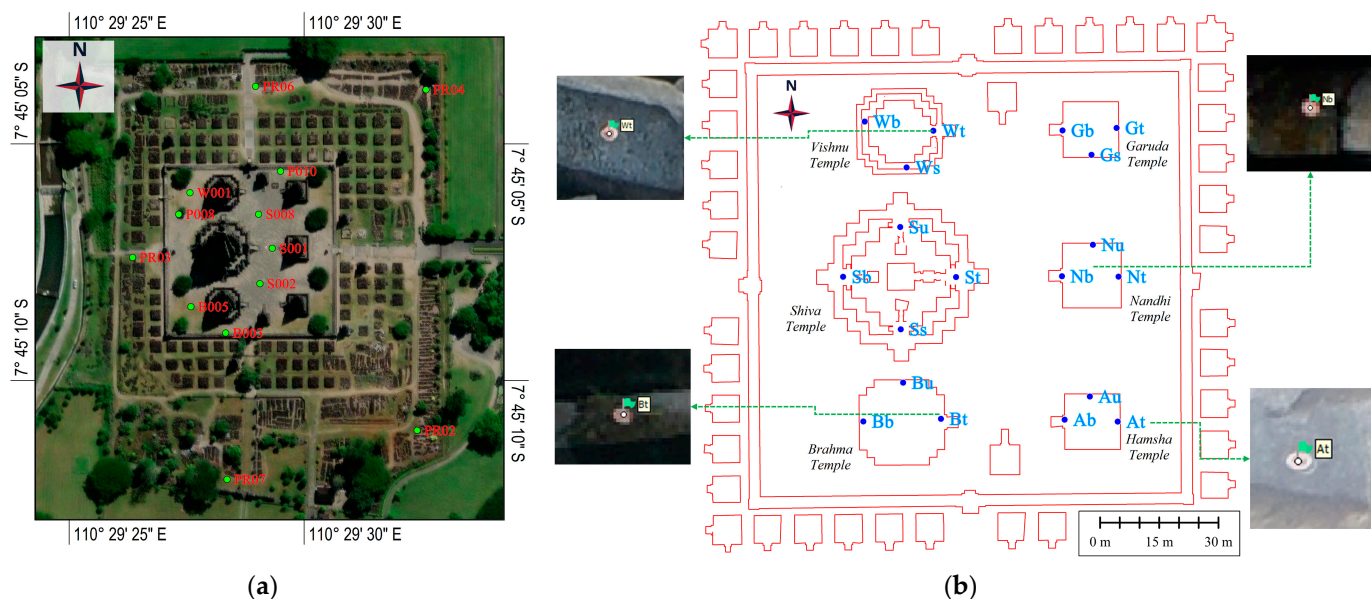 110° 29' 25" E
110° 29' 30" E
7° 45' 05" S
7° 45' 10" S
N
PR06
PR04
P010
W001
P008
S008
S001
PR03
S002
B005
B003
PR02
PR07
7° 45' 05" S
7° 45' 10" S
110° 29' 25" E
110° 29' 30" E
(a)
N
Wt
Nb
Wb
Wt
Ws
Vishnu
Temple
Gb
Gt
Gs
Garuda
Temple
Su
Sb
St
Ss
Shiva
Temple
Nu
Nb
Nt
Nandhi
Temple
Bt
Bu
Bb
Bt
Brahma
Temple
Au
Ab
At
Hamsha
Temple
At
0 m
15 m
30 m
(b)